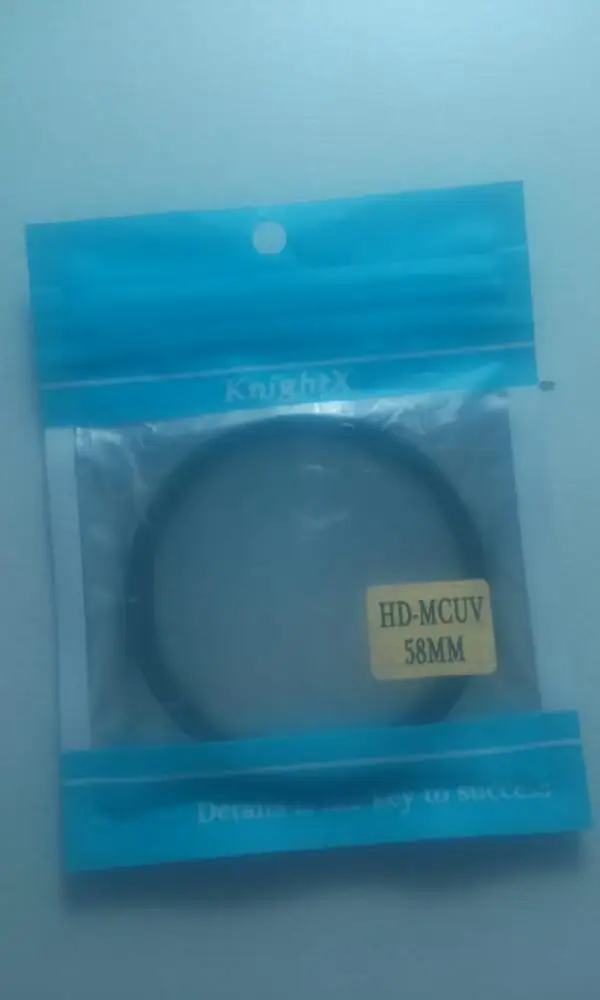 KnightX
HD-MCUV
58MM
Details is the key to success